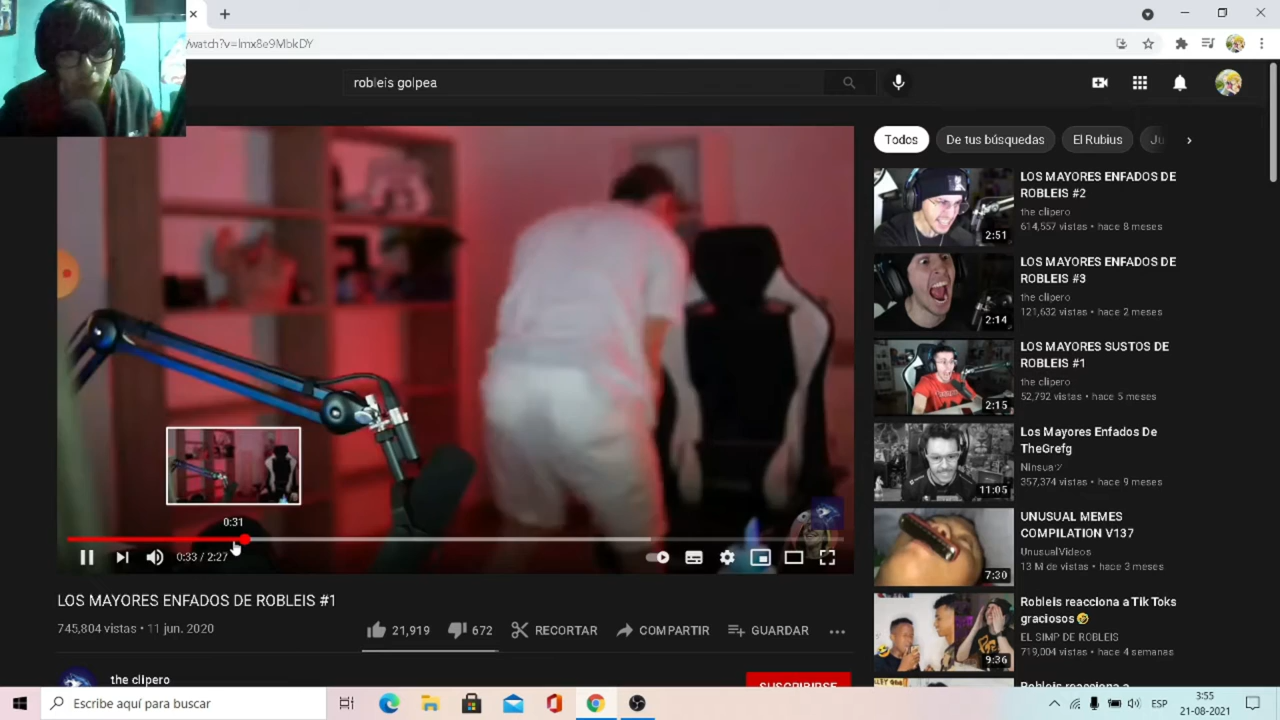 /watch?v=Imx8e9MbkDY
robleis golpea
Todos
De tus búsquedas
El Rubius
LOS MAYORES ENFADOS DE
ROBLEIS #2
the clipero
614,557 vistas • hace 8 meses
2:51
LOS MAYORES ENFADOS DE
ROBLEIS #3
the clipero
121,632 vistas • hace 2 meses
2:14
LOS MAYORES SUSTOS DE
ROBLEIS #1
the clipero
52,792 vistas • hace 5 meses
2:15
Los Mayores Enfados De
TheGrefg
357,374 vistas • hace 9 meses
11:05
UNUSUAL MEMES
COMPILATION V137
UnusualVideos
13 M de vistas • hace 3 meses
7:30
Robleis reacciona a Tik Toks
graciosos🤣
EL SIMP DE ROBLEIS
719,004 vistas • hace 4 semanas
9:36
0:31
0:33 / 2:27
LOS MAYORES ENFADOS DE ROBLEIS #1
745,804 vistas • 11 jun. 2020
21,919
672
RECORTAR
COMPARTIR
GUARDAR
the clipero
SUSCRIBIRSE
Escribe aquí para buscar
ESP
3:55
21-08-2021